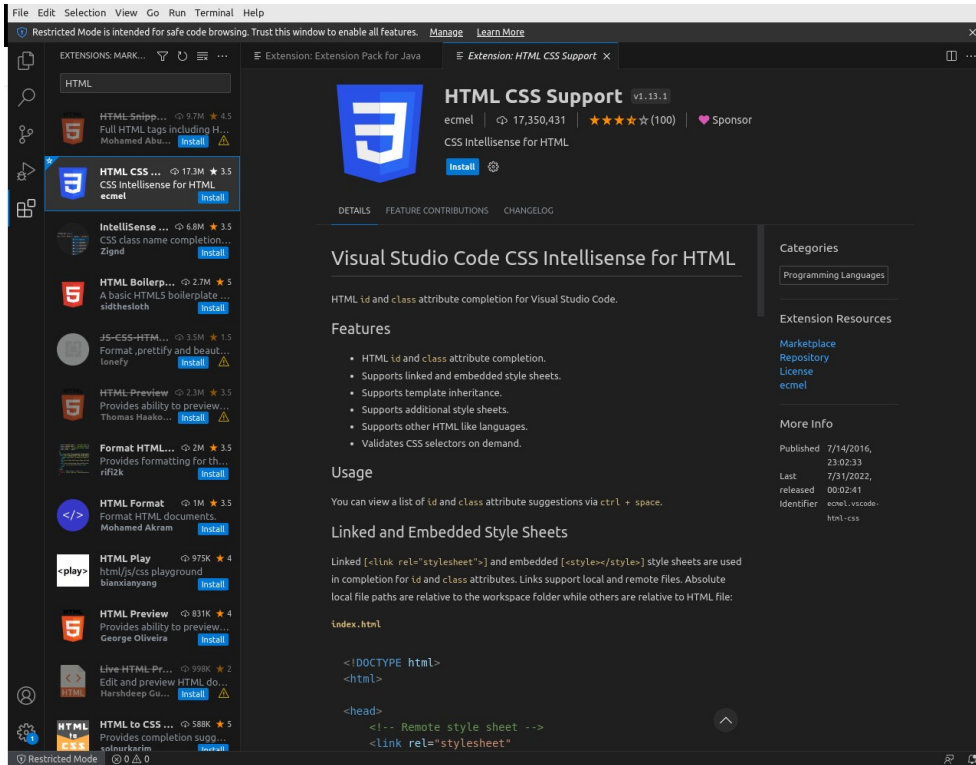 File Edit Selection View Go Run Terminal Help
Restricted Mode is intended for safe code browsing. Trust this window to enable all features. Manage Learn More
EXTENSIONS: MARK...
Extension: Extension Pack for Java
Extension: HTML CSS Support
HTML
HTML Snipp... 9.7M ★ 4.5
Full HTML tags including H...
Mohamed Abu... Install
HTML CSS ... 17.3M ★ 3.5
CSS Intellisense for HTML
ecmel Install
IntelliSense ... 6.8M ★ 3.5
CSS class name completion...
Zignd Install
HTML Boilerp... 2.7M ★ 5
A basic HTML5 boilerplate ...
sidthesloth Install
JS-CSS-HTM... 3.5M ★ 1.5
Format ,prettify and beaut...
lonefy Install
HTML Preview 2.3M ★ 3.5
Provides ability to preview...
Thomas Haako... Install
Format HTML... 2M ★ 3.5
Provides formatting for th...
rifi2k Install
HTML Format 1M ★ 3.5
Format HTML documents.
Mohamed Akram Install
<play>
HTML Play 975K ★ 4
html/js/css playground
bianxianyang Install
HTML Preview 831K ★ 4
Provides ability to preview...
George Oliveira Install
HTML
Live HTML Pr... 998K ★ 2
Edit and preview HTML do...
Harshdeep Gu... Install
HTML
to
CSS
HTML to CSS ... 588K ★ 5
Provides completion sugg...
solnurkarim Install
HTML CSS Support v1.13.1
ecmel 17,350,431 ★★★★☆ (100) Sponsor
CSS Intellisense for HTML
Install
DETAILS FEATURE CONTRIBUTIONS CHANGELOG
Visual Studio Code CSS Intellisense for HTML
HTML id and class attribute completion for Visual Studio Code.
Features
• HTML id and class attribute completion.
• Supports linked and embedded style sheets.
• Supports template inheritance.
• Supports additional style sheets.
• Supports other HTML like languages.
• Validates CSS selectors on demand.
Usage
You can view a list of id and class attribute suggestions via ctrl + space.
Linked and Embedded Style Sheets
Linked [<link rel="stylesheet">] and embedded [<style></style>] style sheets are used
in completion for id and class attributes. Links support local and remote files. Absolute
local file paths are relative to the workspace folder while others are relative to HTML file:
index.html
<!DOCTYPE html>
<html>
<head>
<!-- Remote style sheet -->
<link rel="stylesheet"
Categories
Programming Languages
Extension Resources
Marketplace
Repository
License
ecmel
More Info
Published 7/14/2016,
23:02:33
Last 7/31/2022,
released 00:02:41
Identifier ecmel.vscode-
html-css
1
Restricted Mode 0 0